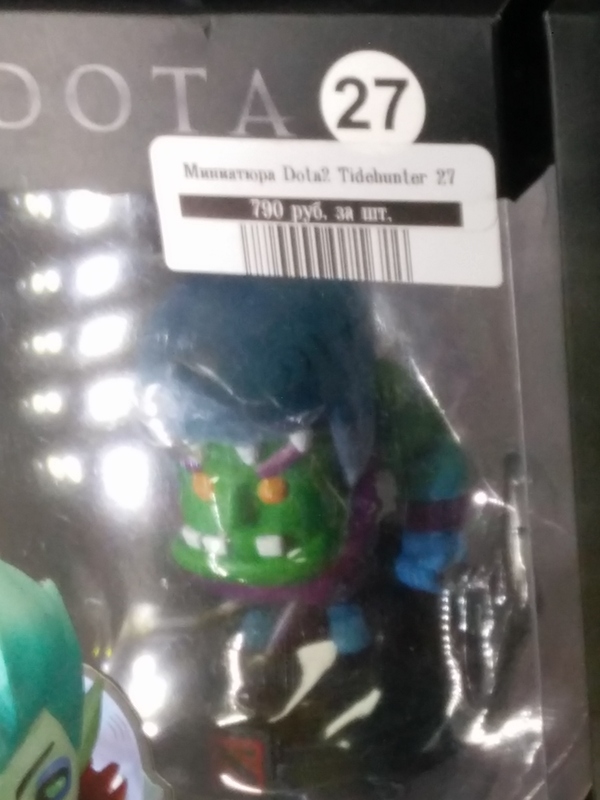 DOTA
27
Миниатюра Dota2 Tidehunter 27
790 руб. за шт.